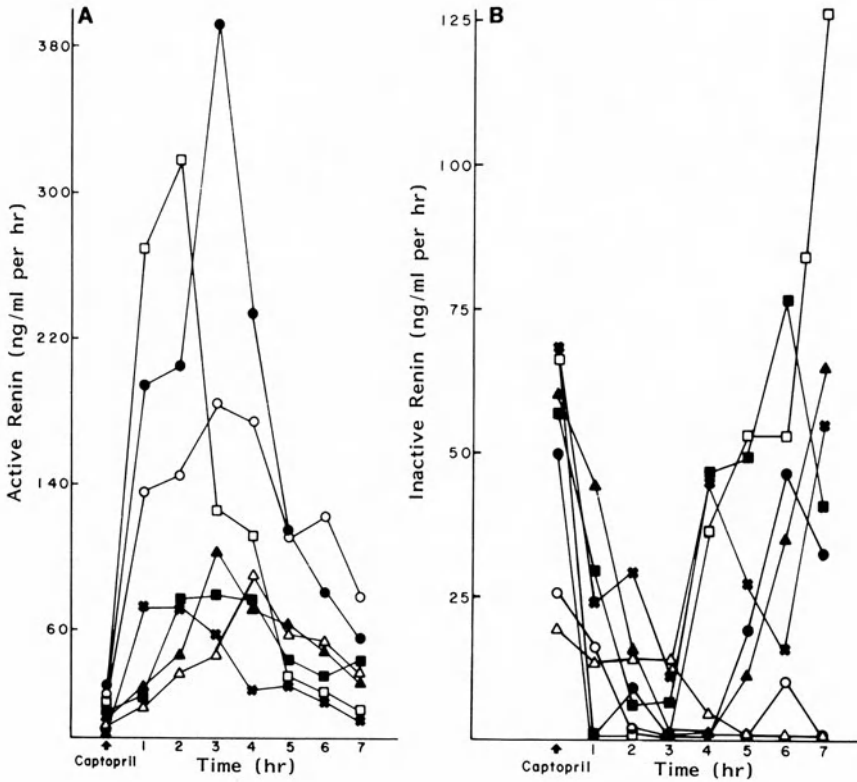 A
Active Renin (ng/ml per hr)
380
300
220
140
60
Captopril
1 2 3 4 5 6 7
Time (hr)
B
Inactive Renin (ng/ml per hr)
125
100
75
50
25
Captopril
1 2 3 4 5 6 7
Time (hr)